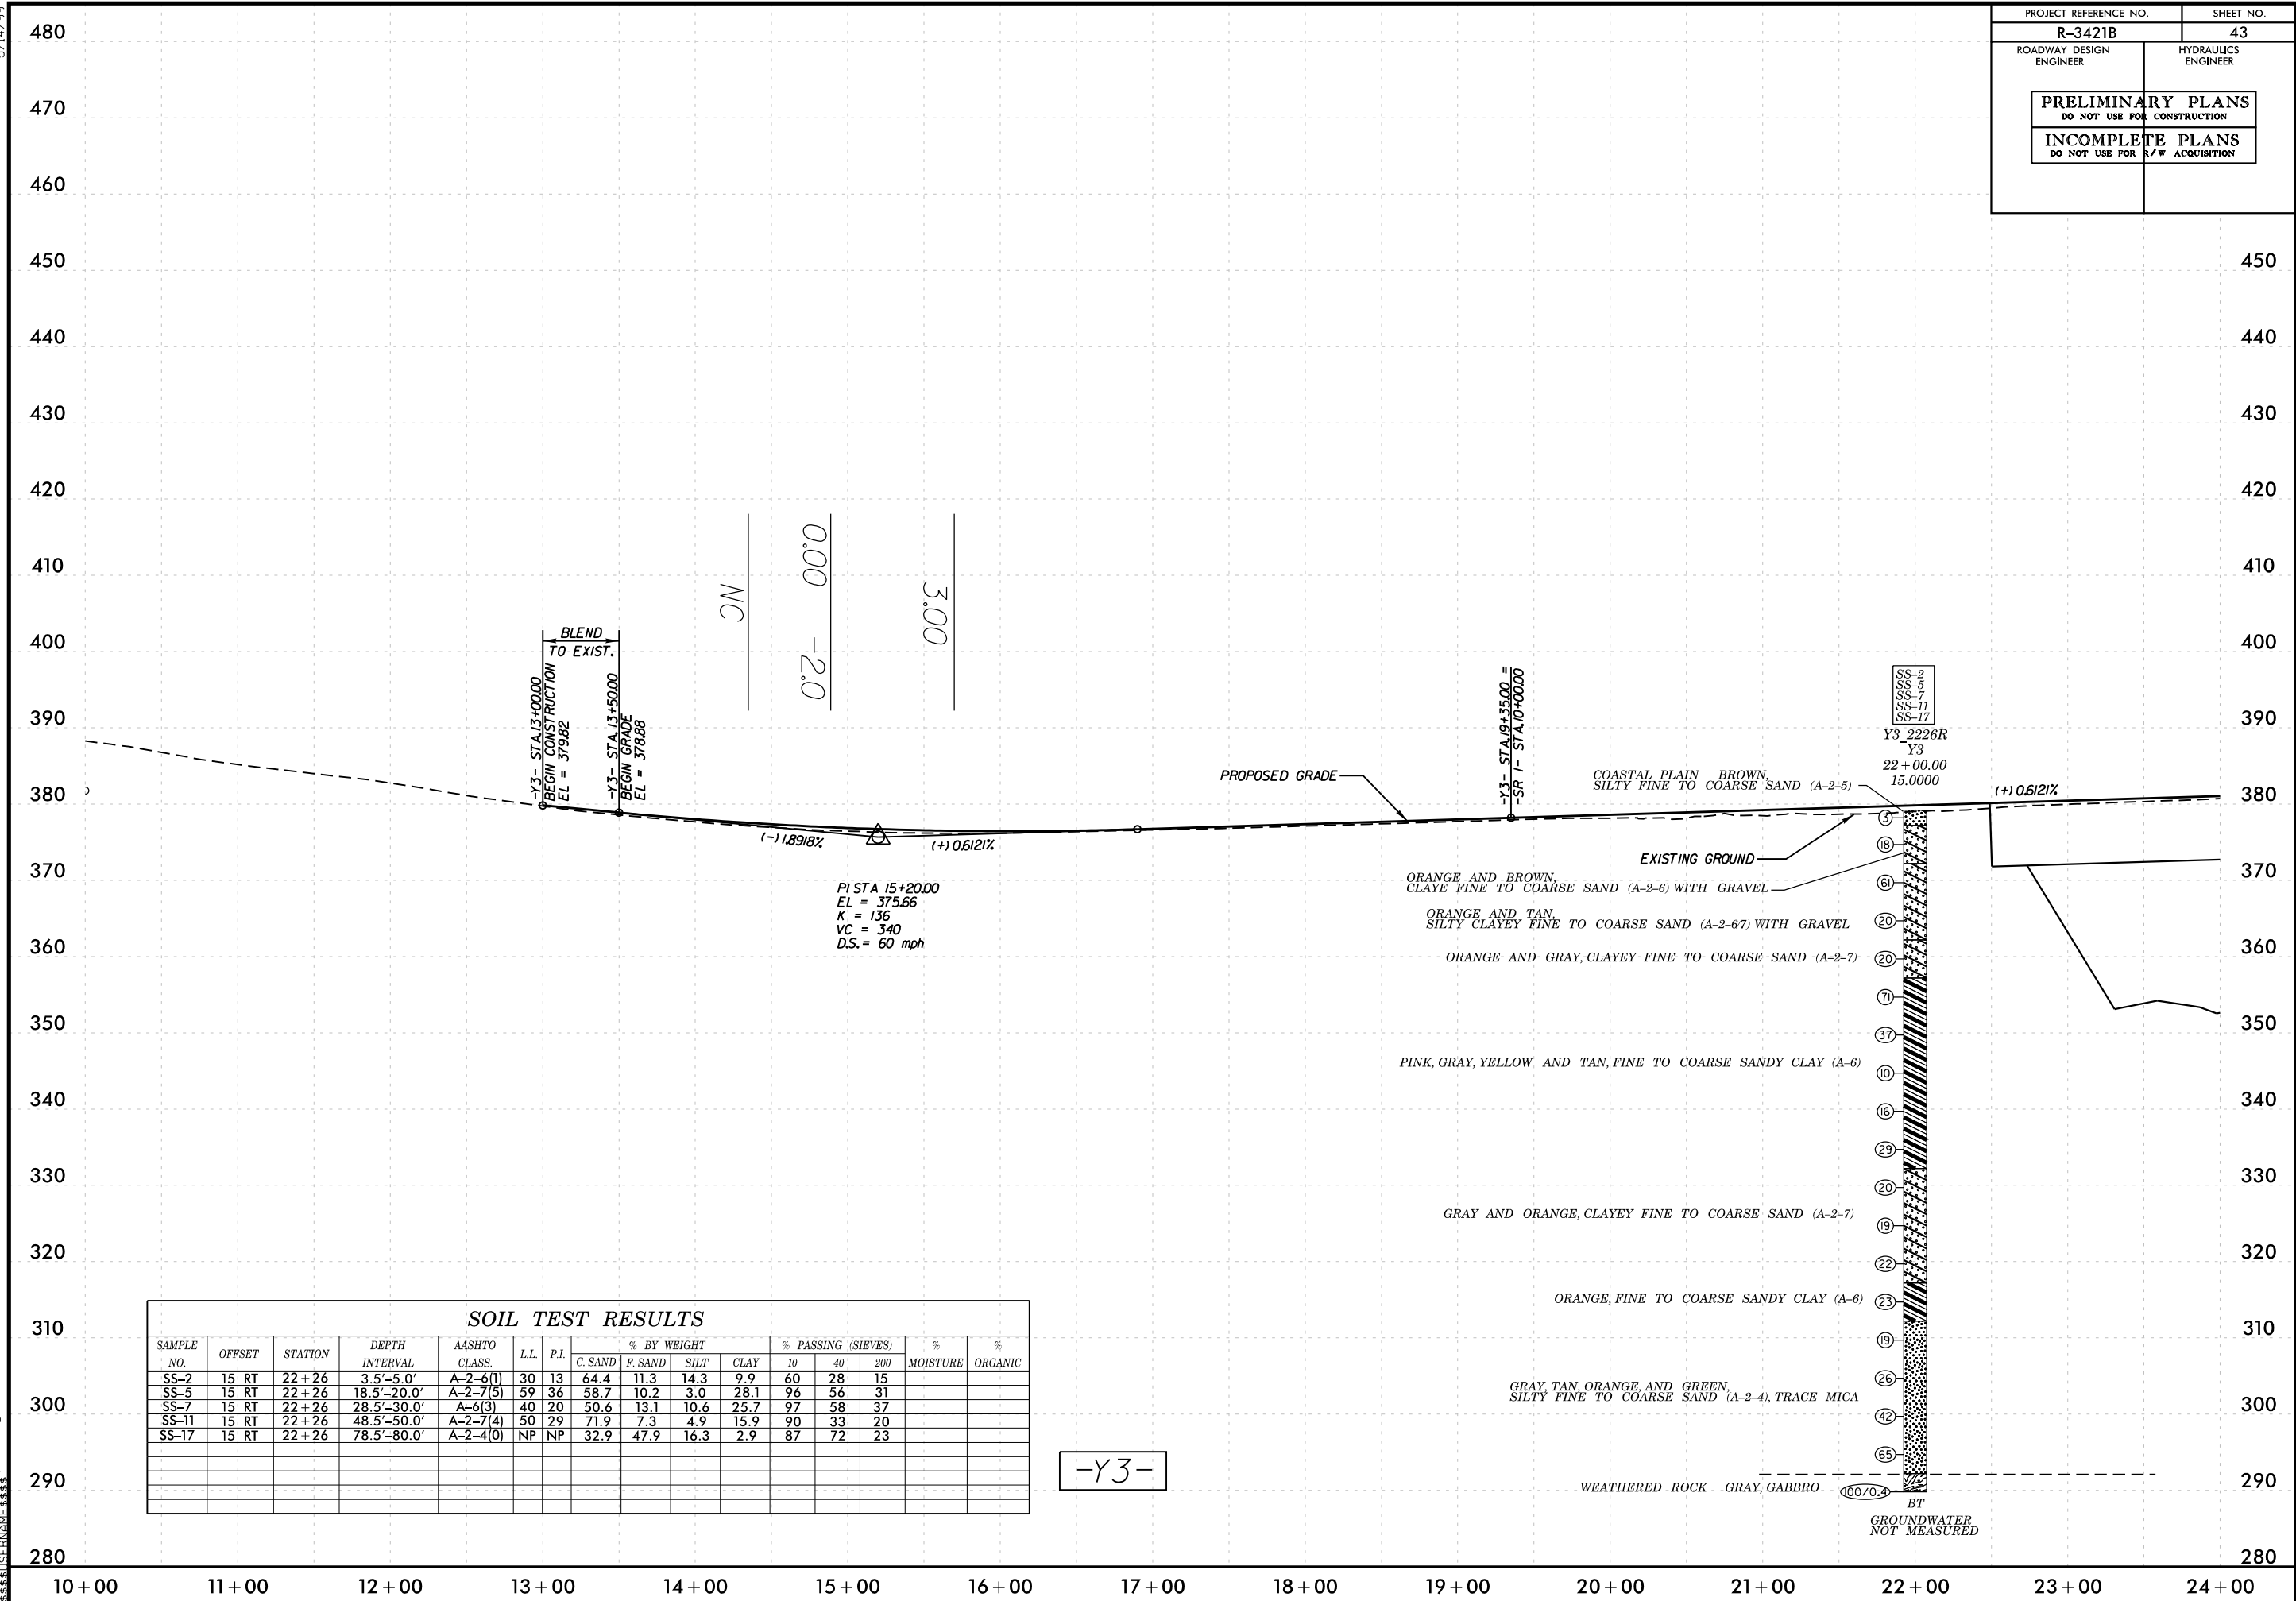 PROJECT REFERENCE NO. SHEET NO.
R-3421B 43
ROADWAY DESIGN
ENGINEER
HYDRAULICS
ENGINEER
PRELIMINARY PLANS
DO NOT USE FOR CONSTRUCTION
INCOMPLETE PLANS
DO NOT USE FOR R/W ACQUISITION
480
470
460
450 450
440 440
430 430
420 420
410 410
400 400
390 390
380 380
370 370
360 360
350 350
340 340
330 330
320 320
310 310
300 300
290 290
280 280
NC
0.00 -2.0
3.00
BLEND
TO EXIST.
-Y3- STA.13+00.00
BEGIN CONSTRUCTION
EL = 379.82
-Y3- STA.13+50.00
BEGIN GRADE
EL = 378.88
(-) 1.8918%
(+) 0.6121%
PI STA 15+20.00
EL = 375.66
K = 136
VC = 340
D.S. = 60 mph
PROPOSED GRADE
-Y3- STA.19+35.00 =
-SR 1- STA.10+00.00
SS-2
SS-5
SS-7
SS-11
SS-17
Y3_2226R
Y3
22+00.00
15.0000
(+) 0.6121%
EXISTING GROUND
COASTAL PLAIN BROWN,
SILTY FINE TO COARSE SAND (A-2-5)
3
18
ORANGE AND BROWN,
CLAYE FINE TO COARSE SAND (A-2-6) WITH GRAVEL
61
ORANGE AND TAN,
SILTY CLAYEY FINE TO COARSE SAND (A-2-6/7) WITH GRAVEL
20
ORANGE AND GRAY, CLAYEY FINE TO COARSE SAND (A-2-7)
20
71
37
PINK, GRAY, YELLOW AND TAN, FINE TO COARSE SANDY CLAY (A-6)
10
16
29
20
GRAY AND ORANGE, CLAYEY FINE TO COARSE SAND (A-2-7)
19
22
ORANGE, FINE TO COARSE SANDY CLAY (A-6)
23
19
26
GRAY, TAN, ORANGE, AND GREEN,
SILTY FINE TO COARSE SAND (A-2-4), TRACE MICA
42
65
WEATHERED ROCK GRAY, GABBRO
100/0.4
BT
GROUNDWATER
NOT MEASURED
SOIL TEST RESULTS
SAMPLE NO. OFFSET STATION DEPTH INTERVAL AASHTO CLASS. L.L. P.I. % BY WEIGHT % PASSING (SIEVES) % MOISTURE % ORGANIC
C. SAND F. SAND SILT CLAY 10 40 200
SS-2 15 RT 22+26 3.5'-5.0' A-2-6(1) 30 13 64.4 11.3 14.3 9.9 60 28 15
SS-5 15 RT 22+26 18.5'-20.0' A-2-7(5) 59 36 58.7 10.2 3.0 28.1 96 56 31
SS-7 15 RT 22+26 28.5'-30.0' A-6(3) 40 20 50.6 13.1 10.6 25.7 97 58 37
SS-11 15 RT 22+26 48.5'-50.0' A-2-7(4) 50 29 71.9 7.3 4.9 15.9 90 33 20
SS-17 15 RT 22+26 78.5'-80.0' A-2-4(0) NP NP 32.9 47.9 16.3 2.9 87 72 23
-Y3-
10+00 11+00 12+00 13+00 14+00 15+00 16+00 17+00 18+00 19+00 20+00 21+00 22+00 23+00 24+00